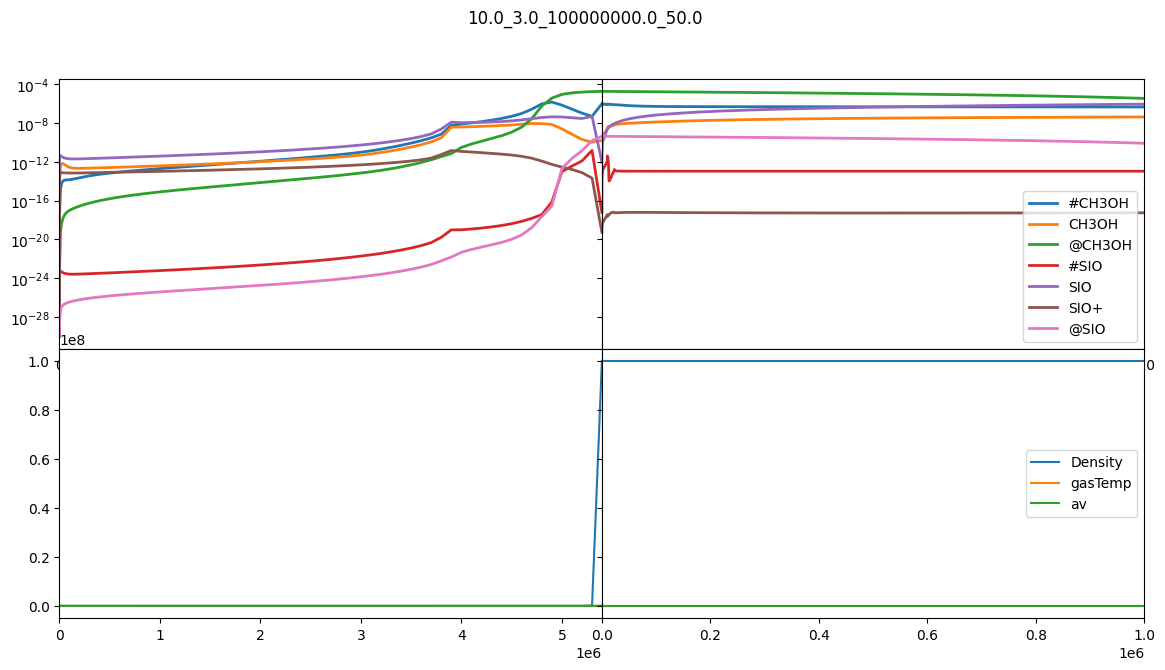 10.0_3.0_100000000.0_50.0
10⁻⁴
10⁻⁸
10⁻¹²
10⁻¹⁶
10⁻²⁰
10⁻²⁴
10⁻²⁸
#CH3OH
CH3OH
@CH3OH
#SIO
SIO
SIO+
@SIO
1e8
1.0
0.8
0.6
0.4
0.2
0.0
Density
gasTemp
av
0 1 2 3 4 5 0.0 0.2 0.4 0.6 0.8 1.0
1e6 1e6